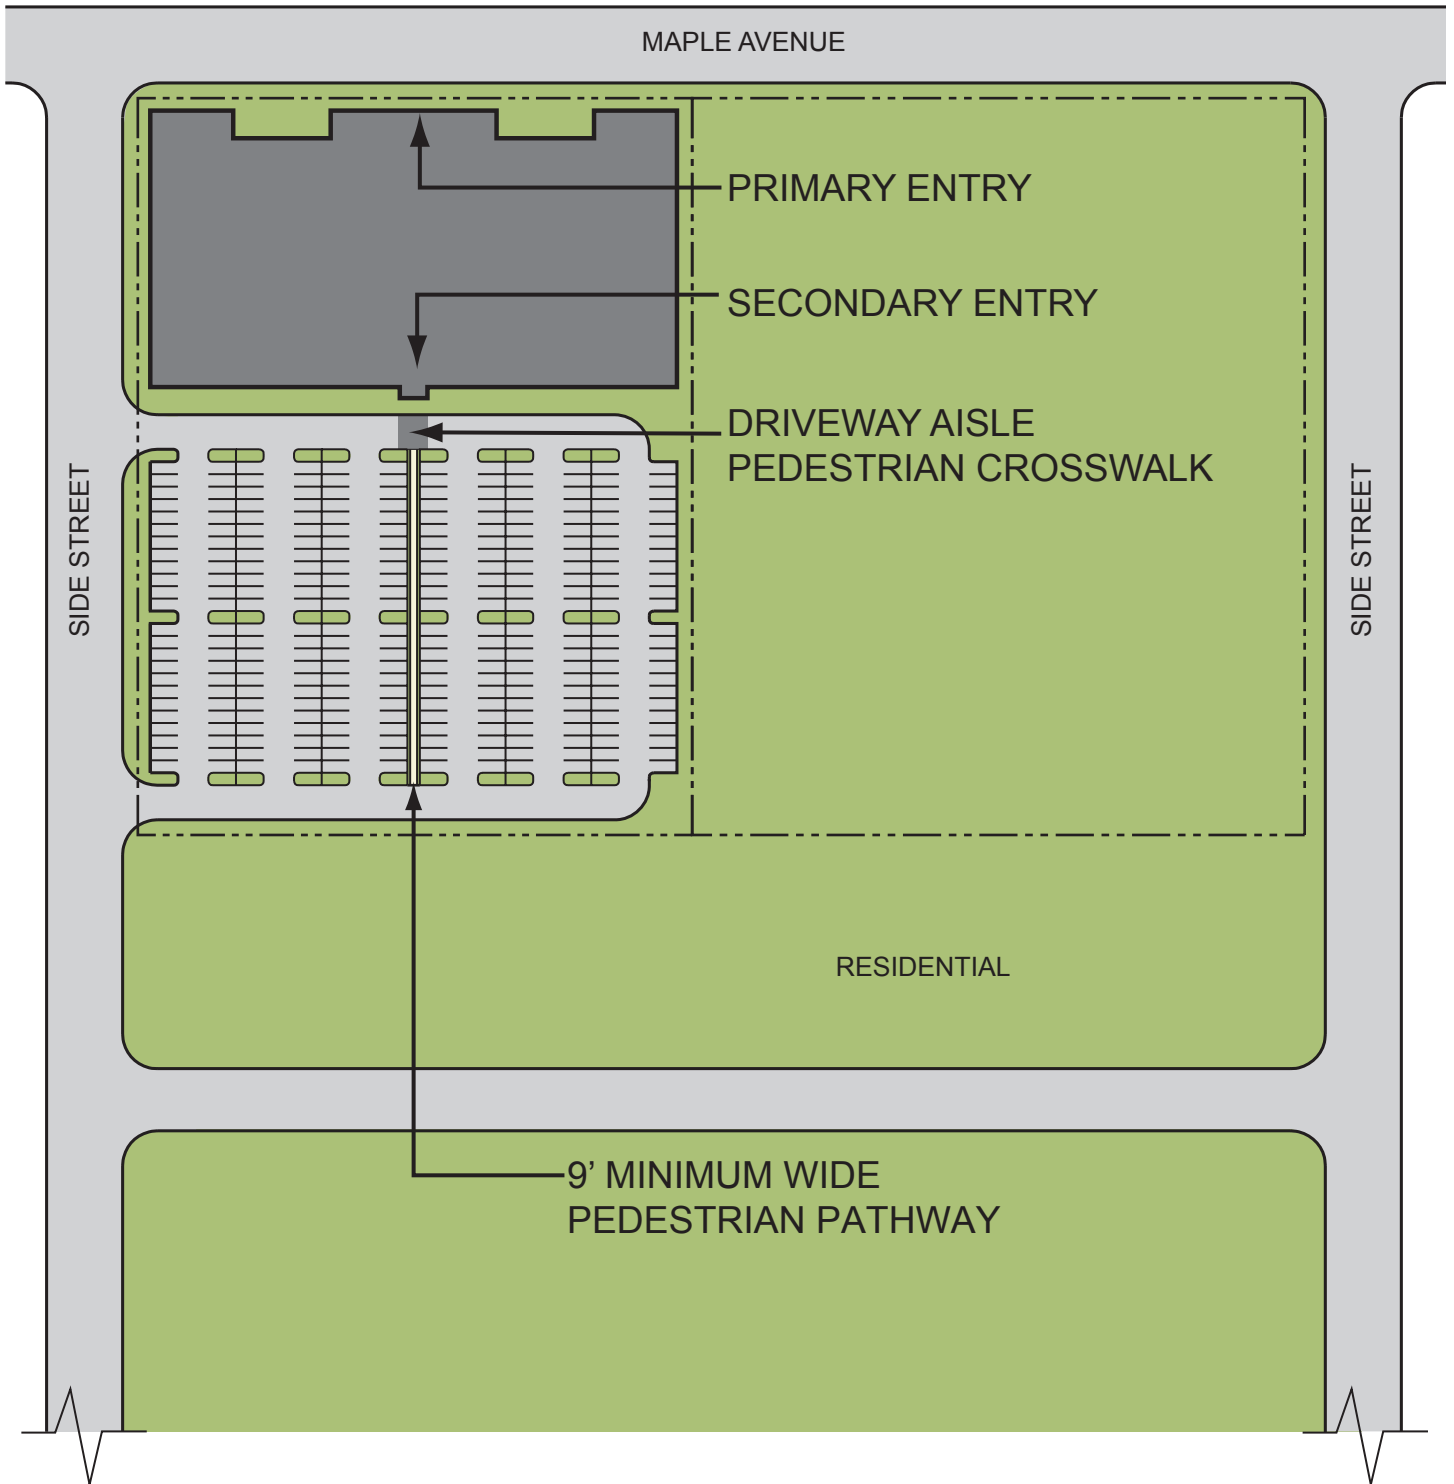 MAPLE AVENUE
PRIMARY ENTRY
SECONDARY ENTRY
DRIVEWAY AISLE
PEDESTRIAN CROSSWALK
SIDE STREET
SIDE STREET
RESIDENTIAL
9’ MINIMUM WIDE
PEDESTRIAN PATHWAY